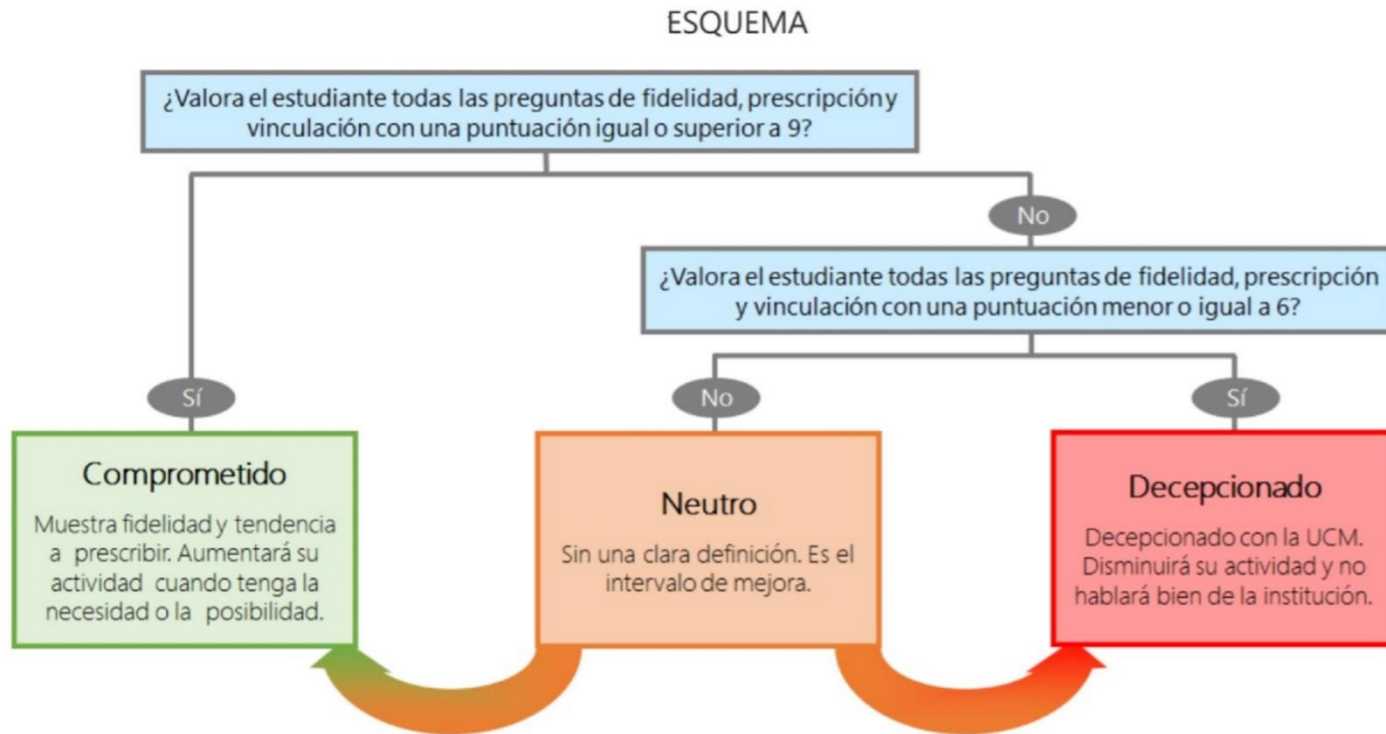 ESQUEMA
¿Valora el estudiante todas las preguntas de fidelidad, prescripción y
vinculación con una puntuación igual o superior a 9?
No
¿Valora el estudiante todas las preguntas de fidelidad, prescripción
y vinculación con una puntuación menor o igual a 6?
Sí
No
Sí
Comprometido
Muestra fidelidad y tendencia
a prescribir. Aumentará su
actividad cuando tenga la
necesidad o la posibilidad.
Neutro
Sin una clara definición. Es el
intervalo de mejora.
Decepcionado
Decepcionado con la UCM.
Disminuirá su actividad y no
hablará bien de la institución.